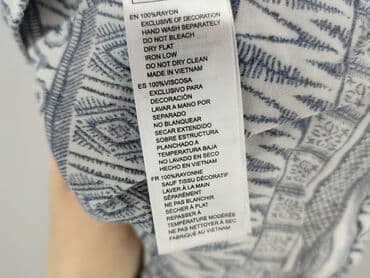 EN 100%RAYON
EXCLUSIVE OF DECORATION
HAND WASH SEPARATELY
DO NOT BLEACH
DRY FLAT
IRON LOW
DO NOT DRY CLEAN
MADE IN VIETNAM
ES 100%VISCOSA
EXCLUSIVO PARA
DECORACIÓN
LAVAR A MANO POR
SEPARADO
NO BLANQUEAR
SECAR EXTENDIDO
SOBRE ESTRUCTURA
PLANCHAR A
TEMPERATURA BAJA
NO LAVADO EN SECO
HECHO EN VIETNAM
FR 100%RAYONNE
SAUF TISSU DÉCORATIF
LAVER À LA MAIN
SÉPARÉMENT
NE PAS BLANCHIR
SÉCHER À PLAT
REPASSER À
TEMPÉRATURE MODÉRÉE
NE PAS NETTOYER À SEC
FABRIQUÉ AU VIETNAM